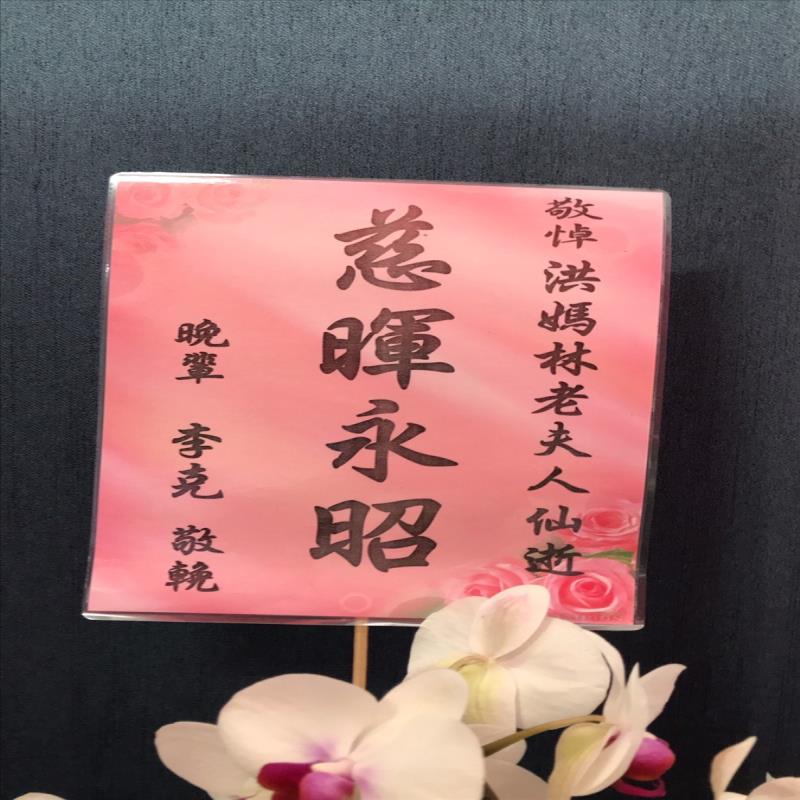 敬悼洪媽林老夫人仙逝
慈暉永昭
晚輩 李克 敬輓